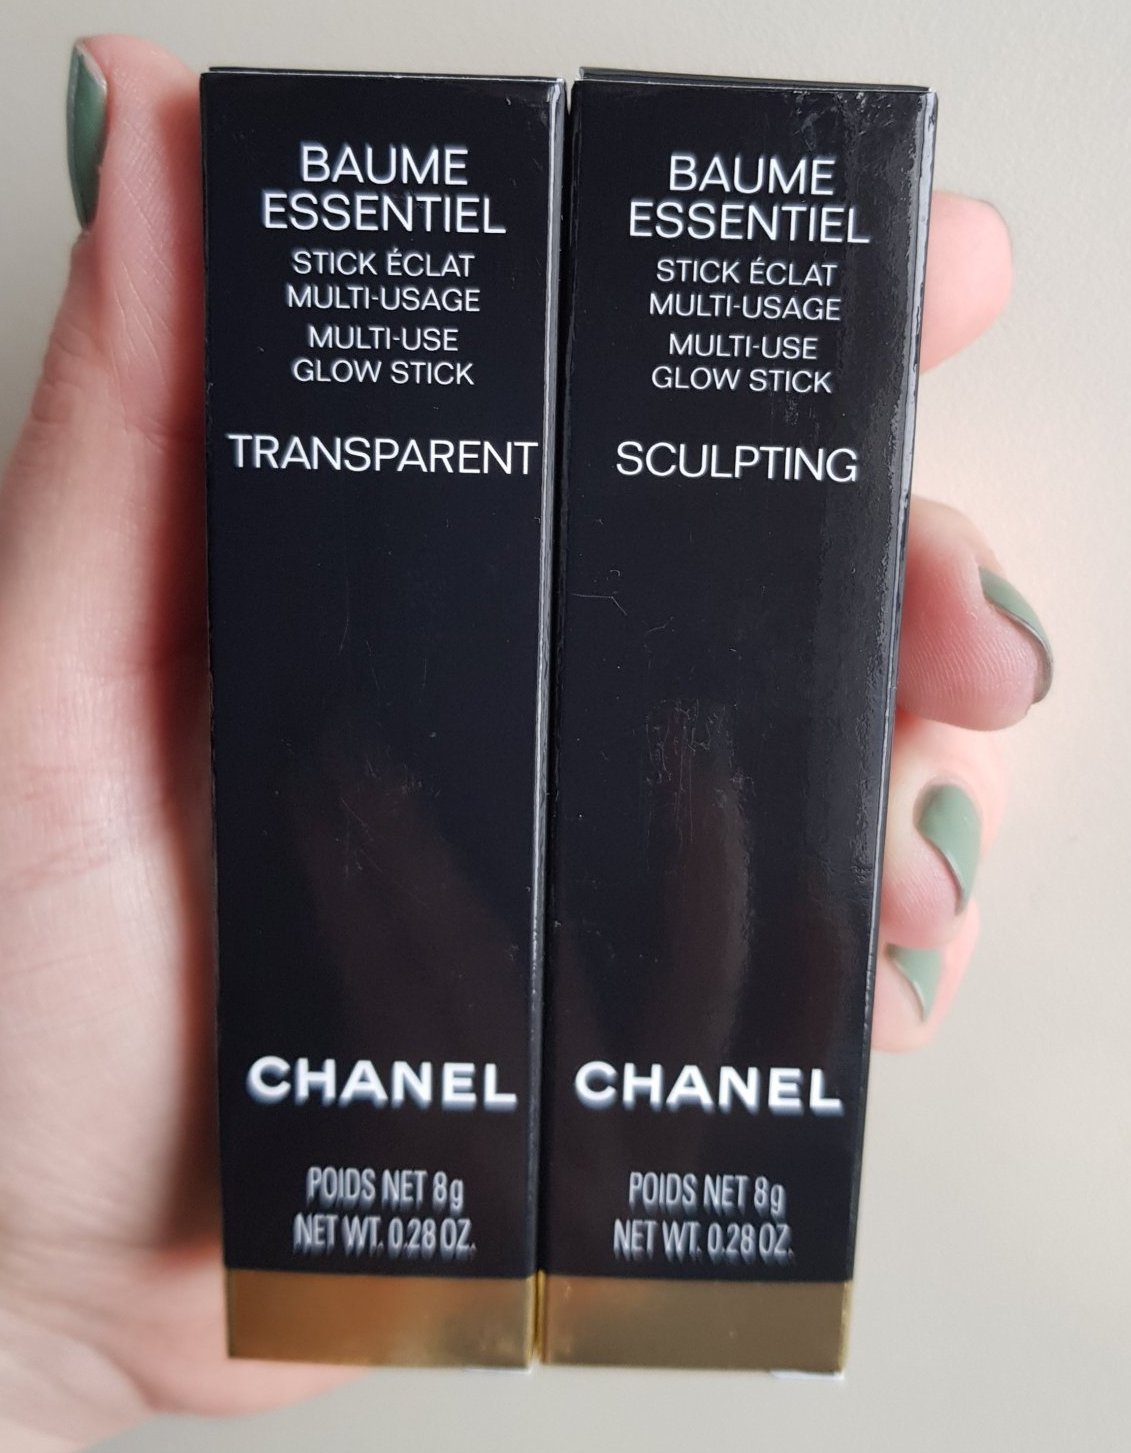 BAUME
ESSENTIEL
STICK ÉCLAT
MULTI-USAGE
MULTI-USE
GLOW STICK
TRANSPARENT
CHANEL
POIDS NET 8g
NET WT. 0.28 OZ.
BAUME
ESSENTIEL
STICK ÉCLAT
MULTI-USAGE
MULTI-USE
GLOW STICK
SCULPTING
CHANEL
POIDS NET 8g
NET WT. 0.28 OZ.